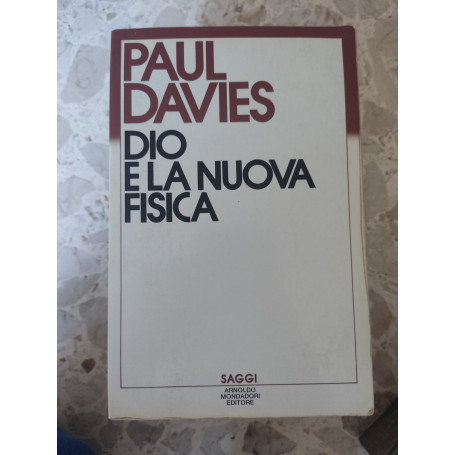 PAUL
DAVIES
DIO
E LA NUOVA
FISICA
SAGGI
ARNOLDO
MONDADORI
EDITORE